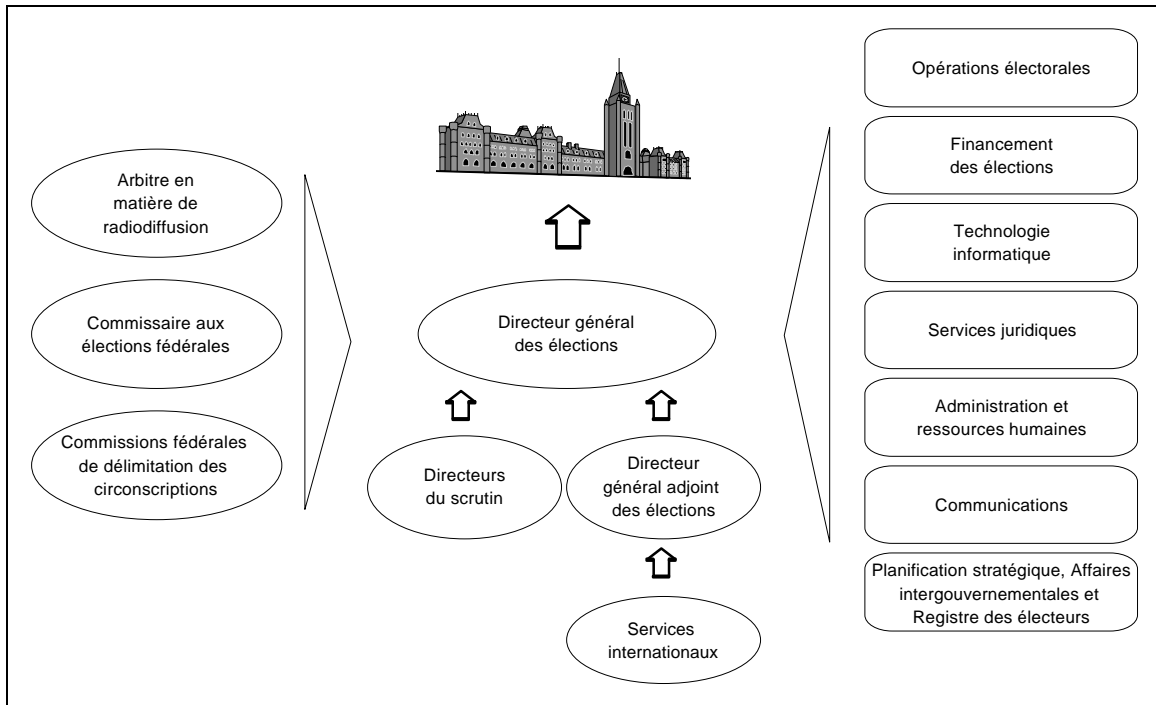 Arbitre en
matière de
radiodiffusion
Commissaire aux
élections fédérales
Commissions fédérales
de délimitation des
circonscriptions
Directeur général
des élections
Directeurs
du scrutin
Directeur
général adjoint
des élections
Services
internationaux
Opérations électorales
Financement
des élections
Technologie
informatique
Services juridiques
Administration et
ressources humaines
Communications
Planification stratégique, Affaires
intergouvernementales et
Registre des électeurs